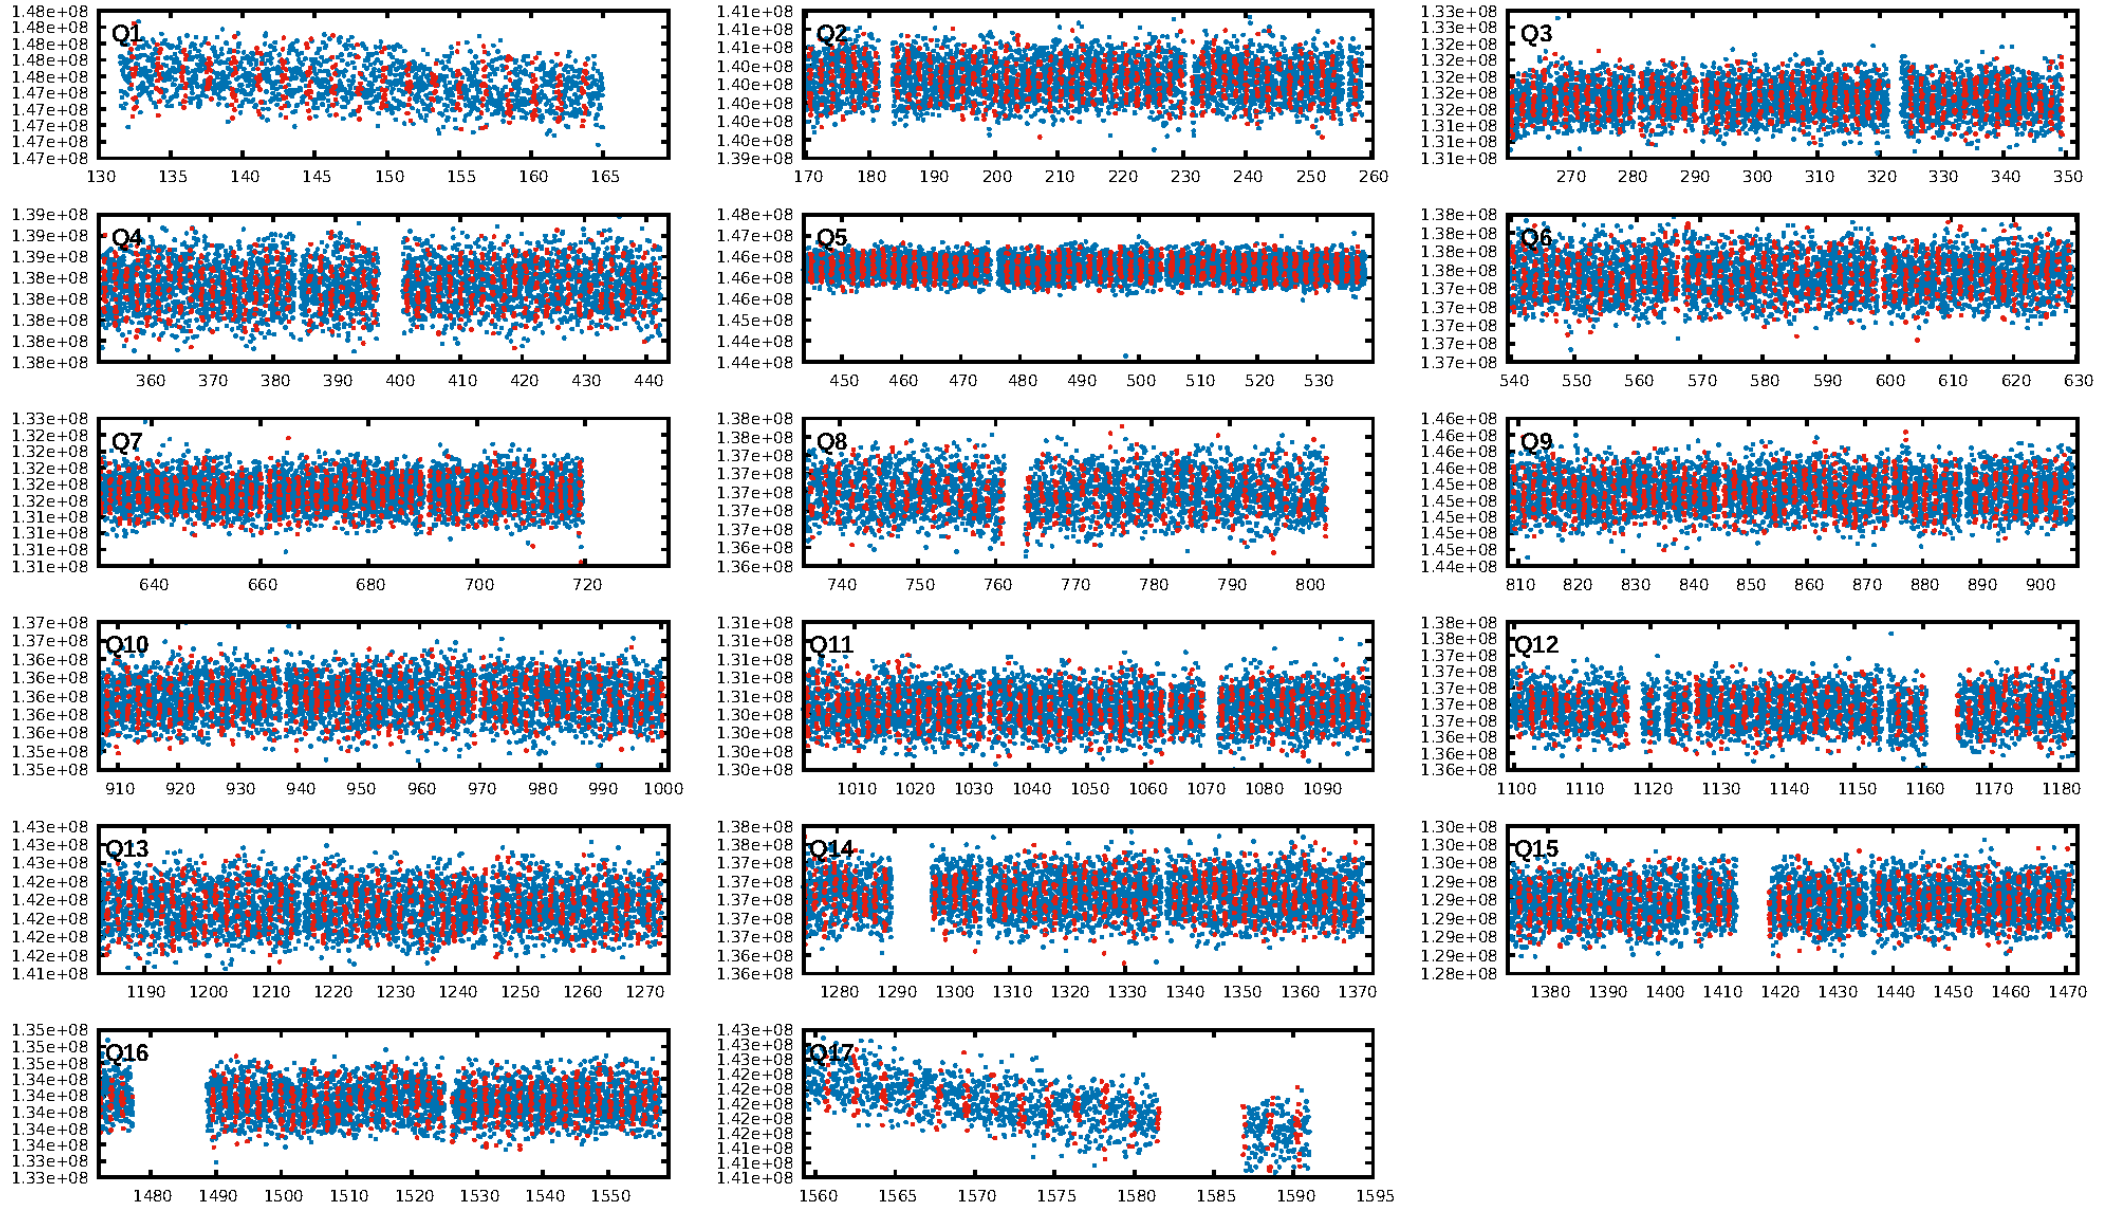 Q1
1.48e+08
1.48e+08
1.48e+08
1.48e+08
1.48e+08
1.47e+08
1.47e+08
1.47e+08
1.47e+08
1.47e+08
130 135 140 145 150 155 160 165
Q2
1.41e+08
1.41e+08
1.41e+08
1.40e+08
1.40e+08
1.40e+08
1.40e+08
1.40e+08
1.39e+08
170 180 190 200 210 220 230 240 250 260
Q3
1.33e+08
1.33e+08
1.32e+08
1.32e+08
1.32e+08
1.32e+08
1.32e+08
1.31e+08
1.31e+08
1.31e+08
270 280 290 300 310 320 330 340 350
Q4
1.39e+08
1.39e+08
1.39e+08
1.38e+08
1.38e+08
1.38e+08
1.38e+08
1.38e+08
360 370 380 390 400 410 420 430 440
Q5
1.48e+08
1.47e+08
1.46e+08
1.46e+08
1.46e+08
1.45e+08
1.44e+08
1.44e+08
450 460 470 480 490 500 510 520 530
Q6
1.38e+08
1.38e+08
1.38e+08
1.38e+08
1.37e+08
1.37e+08
1.37e+08
1.37e+08
1.37e+08
540 550 560 570 580 590 600 610 620 630
Q7
1.33e+08
1.32e+08
1.32e+08
1.32e+08
1.32e+08
1.32e+08
1.31e+08
1.31e+08
1.31e+08
1.31e+08
640 660 680 700 720
Q8
1.38e+08
1.38e+08
1.37e+08
1.37e+08
1.37e+08
1.37e+08
1.37e+08
1.36e+08
1.36e+08
740 750 760 770 780 790 800
Q9
1.46e+08
1.46e+08
1.46e+08
1.46e+08
1.45e+08
1.45e+08
1.45e+08
1.45e+08
1.45e+08
1.44e+08
810 820 830 840 850 860 870 880 890 900
Q10
1.37e+08
1.37e+08
1.36e+08
1.36e+08
1.36e+08
1.36e+08
1.36e+08
1.35e+08
1.35e+08
910 920 930 940 950 960 970 980 990 1000
Q11
1.31e+08
1.31e+08
1.31e+08
1.31e+08
1.31e+08
1.30e+08
1.30e+08
1.30e+08
1.30e+08
1010 1020 1030 1040 1050 1060 1070 1080 1090
Q12
1.38e+08
1.38e+08
1.37e+08
1.37e+08
1.37e+08
1.37e+08
1.37e+08
1.36e+08
1.36e+08
1.36e+08
1100 1110 1120 1130 1140 1150 1160 1170 1180
Q13
1.43e+08
1.43e+08
1.43e+08
1.42e+08
1.42e+08
1.42e+08
1.42e+08
1.42e+08
1.41e+08
1190 1200 1210 1220 1230 1240 1250 1260 1270
Q14
1.38e+08
1.38e+08
1.37e+08
1.37e+08
1.37e+08
1.37e+08
1.37e+08
1.36e+08
1.36e+08
1280 1290 1300 1310 1320 1330 1340 1350 1360 1370
Q15
1.30e+08
1.30e+08
1.30e+08
1.29e+08
1.29e+08
1.29e+08
1.29e+08
1.29e+08
1.28e+08
1380 1390 1400 1410 1420 1430 1440 1450 1460 1470
Q16
1.35e+08
1.35e+08
1.35e+08
1.34e+08
1.34e+08
1.34e+08
1.34e+08
1.34e+08
1.33e+08
1.33e+08
1480 1490 1500 1510 1520 1530 1540 1550
Q17
1.43e+08
1.43e+08
1.43e+08
1.42e+08
1.42e+08
1.42e+08
1.42e+08
1.42e+08
1.41e+08
1.41e+08
1.41e+08
1560 1565 1570 1575 1580 1585 1590 1595